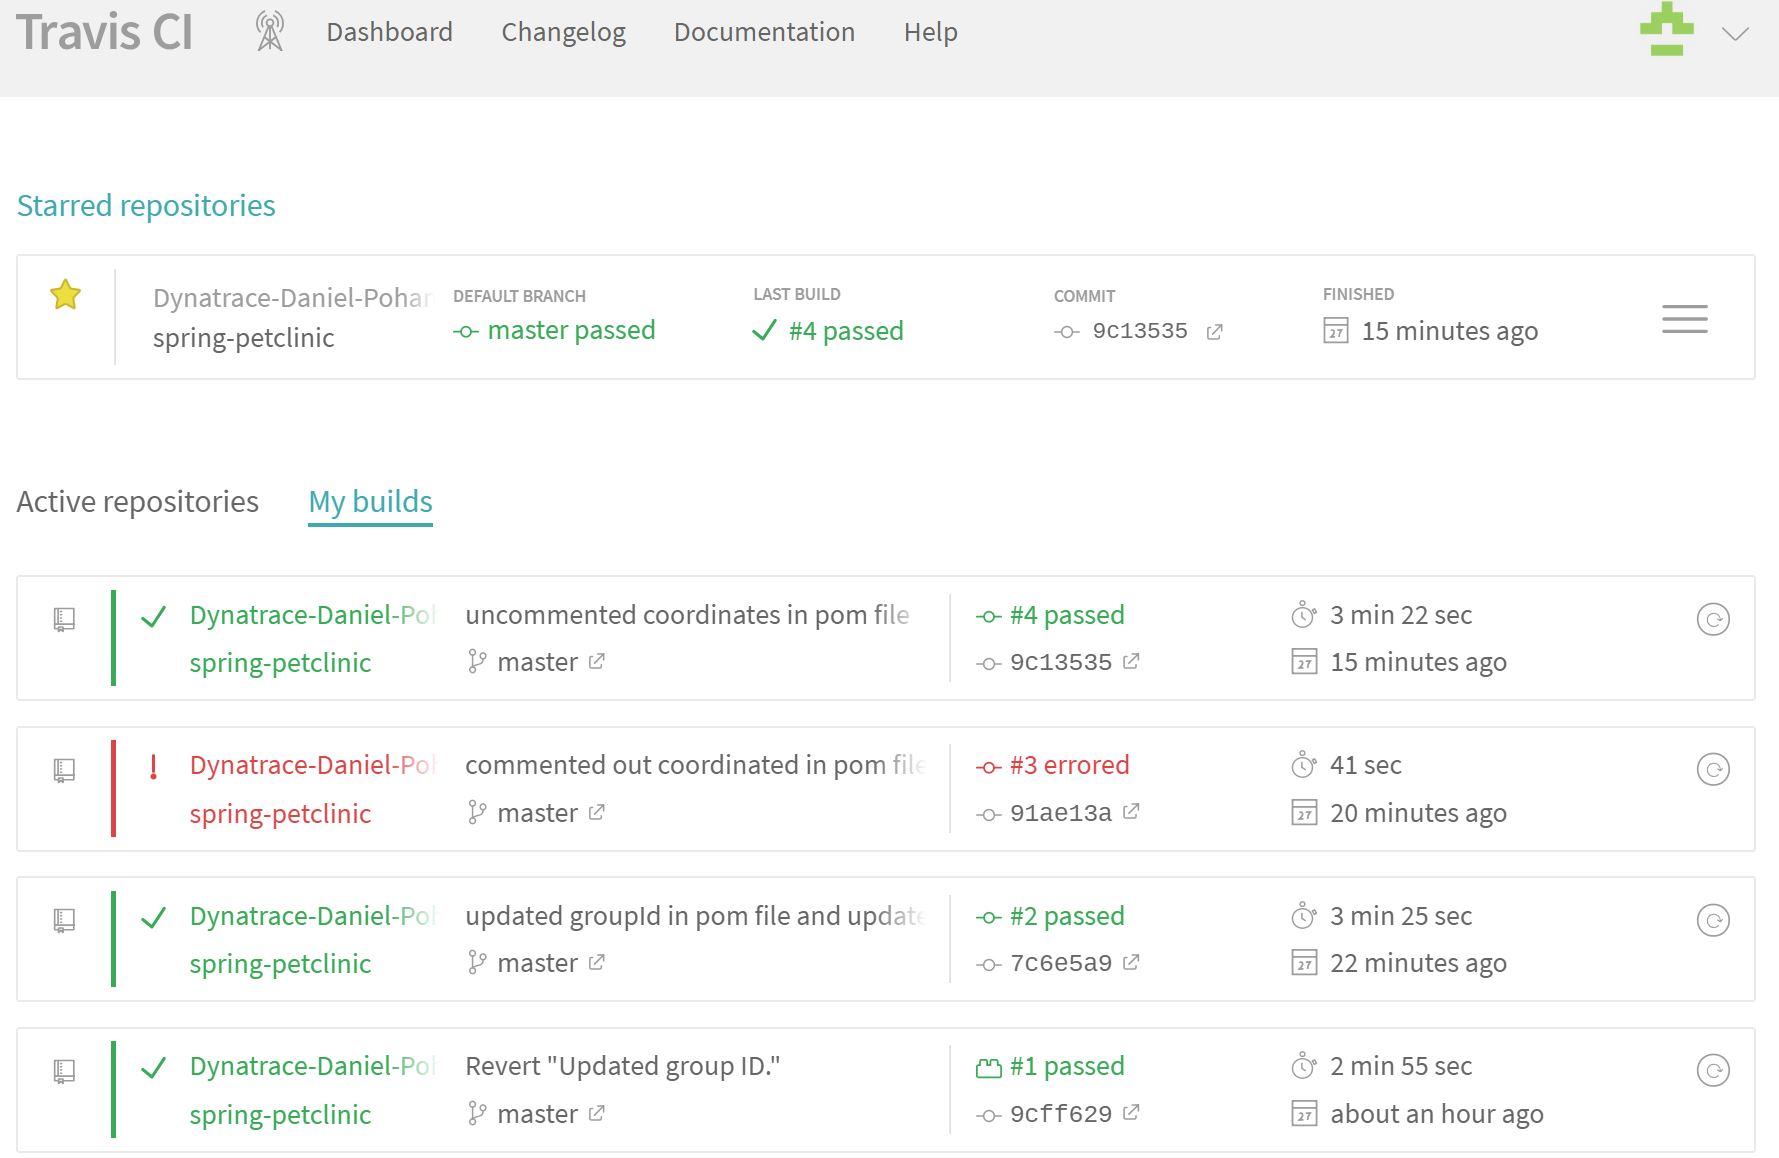 Travis CI Dashboard Changelog Documentation Help
Starred repositories
Dynatrace-Daniel-Pohan
spring-petclinic
DEFAULT BRANCH
master passed
LAST BUILD
#4 passed
COMMIT
9c13535
FINISHED
27 15 minutes ago
Active repositories My builds
Dynatrace-Daniel-Poh
spring-petclinic
uncommented coordinates in pom file
master
#4 passed
9c13535
3 min 22 sec
27 15 minutes ago
Dynatrace-Daniel-Poh
spring-petclinic
commented out coordinated in pom file
master
#3 errored
91ae13a
41 sec
27 20 minutes ago
Dynatrace-Daniel-Poh
spring-petclinic
updated groupId in pom file and update
master
#2 passed
7c6e5a9
3 min 25 sec
27 22 minutes ago
Dynatrace-Daniel-Poh
spring-petclinic
Revert "Updated group ID."
master
#1 passed
9cff629
2 min 55 sec
27 about an hour ago